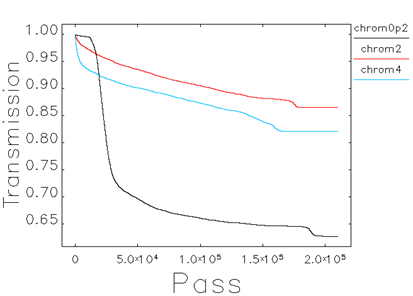 chrom0p2
chrom2
chrom4
Transmission
1.00
0.95
0.90
0.85
0.80
0.75
0.70
0.65
0 5.0×10⁴ 1.0×10⁵ 1.5×10⁵ 2.0×10⁵
Pass